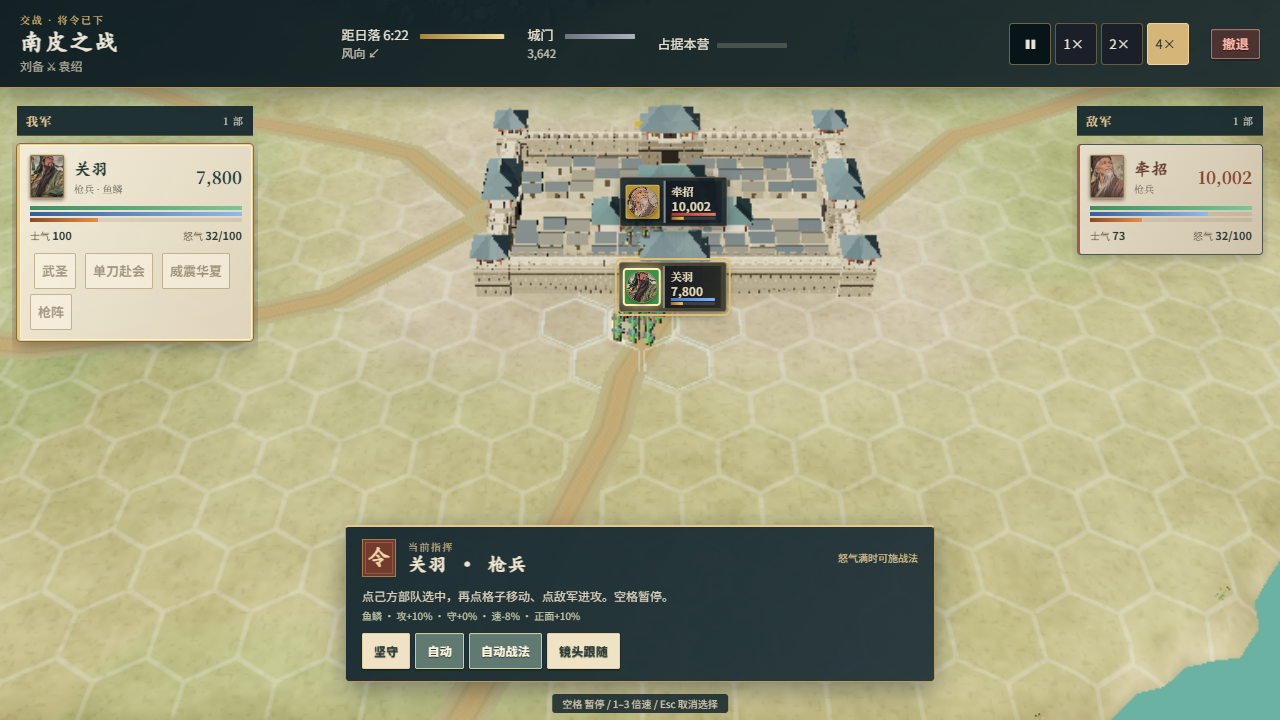 交战 · 将令已下
南皮之战
刘备 ⚔ 袁绍
距日落 6:22
风向 ↙
城门
3,642
占据本营
1×
2×
4×
撤退
我军
1 部
关羽
枪兵 · 鱼鳞
7,800
士气 100
怒气 32/100
武圣
单刀赴会
威震华夏
枪阵
敌军
1 部
牵招
枪兵
10,002
士气 73
怒气 32/100
牵招
10,002
关羽
7,800
令
当前指挥
关羽 · 枪兵
怒气满时可施战法
点己方部队选中，再点格子移动、点敌军进攻。空格暂停。
鱼鳞 · 攻+10% · 守+0% · 速-8% · 正面+10%
坚守
自动
自动战法
镜头跟随
空格 暂停 / 1–3 倍速 / Esc 取消选择